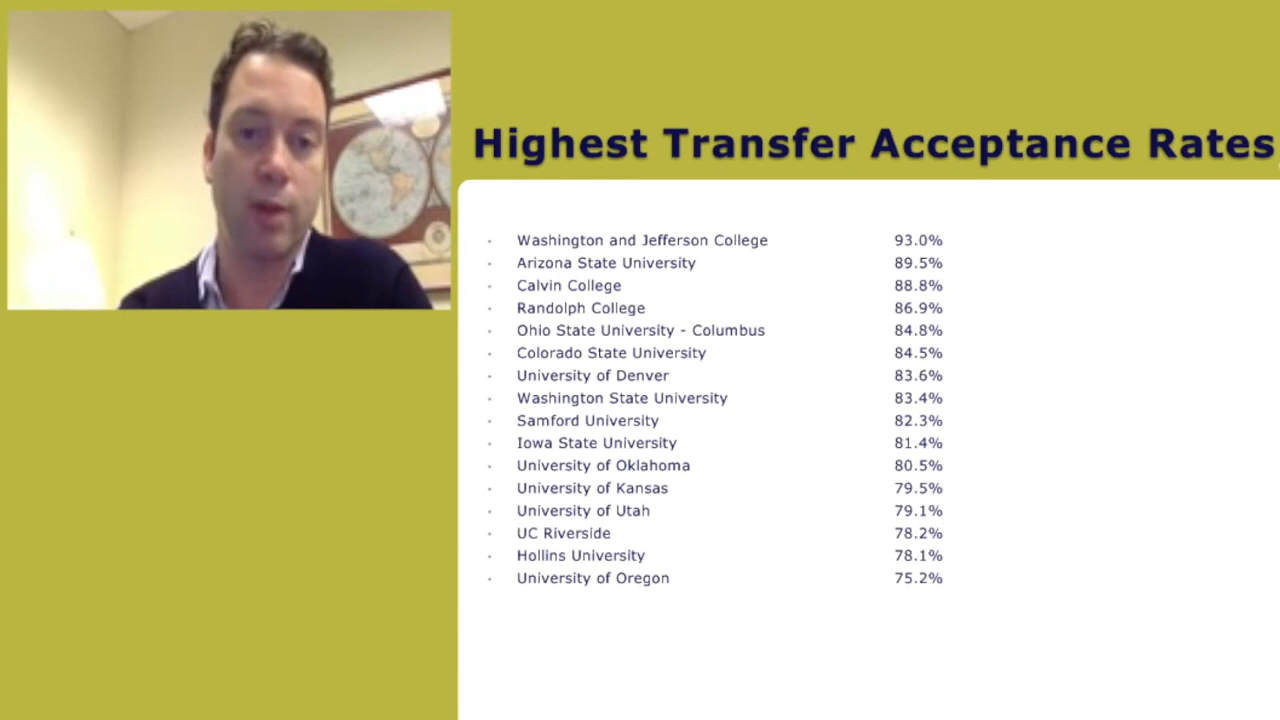 Highest Transfer Acceptance Rates
Washington and Jefferson College 93.0%
Arizona State University 89.5%
Calvin College 88.8%
Randolph College 86.9%
Ohio State University - Columbus 84.8%
Colorado State University 84.5%
University of Denver 83.6%
Washington State University 83.4%
Samford University 82.3%
Iowa State University 81.4%
University of Oklahoma 80.5%
University of Kansas 79.5%
University of Utah 79.1%
UC Riverside 78.2%
Hollins University 78.1%
University of Oregon 75.2%